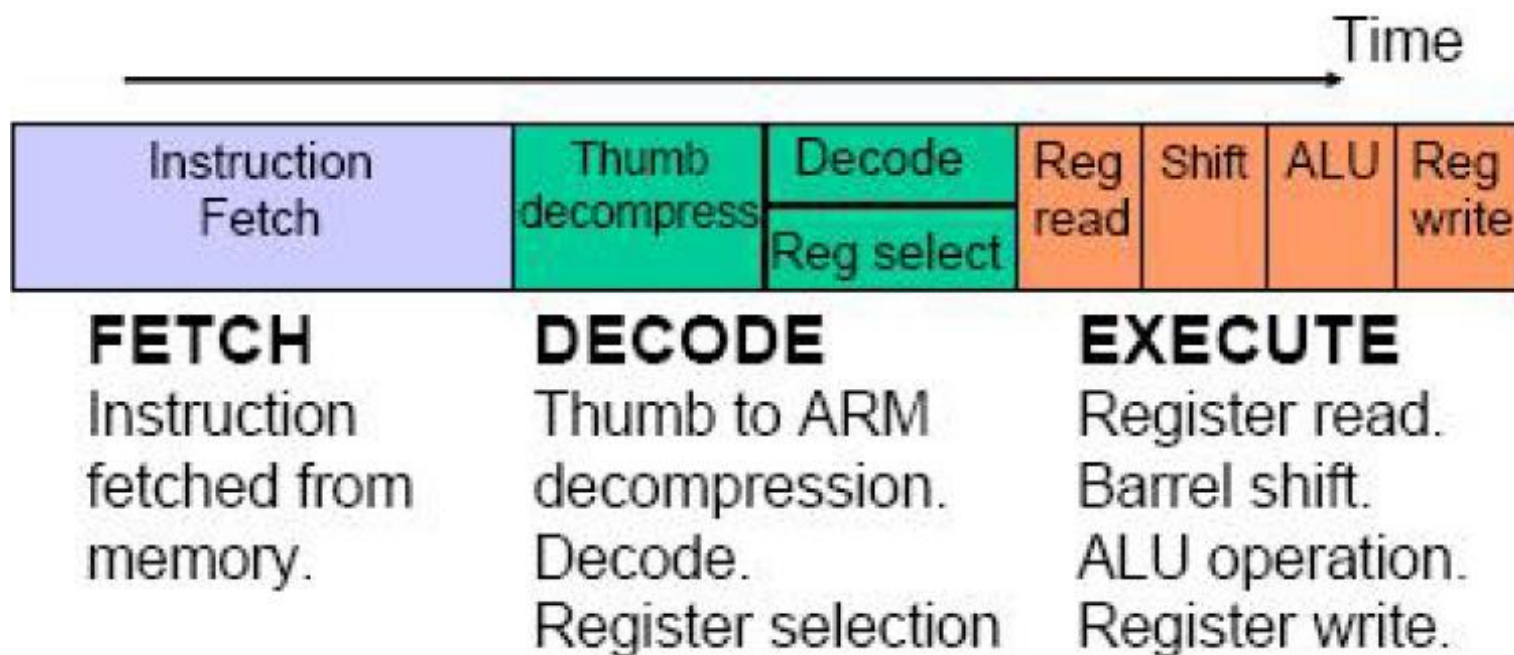 Time
Instruction
Fetch
Thumb
decompress
Decode
Reg select
Reg
read
Shift
ALU
Reg
write
FETCH
Instruction
fetched from
memory.
DECODE
Thumb to ARM
decompression.
Decode.
Register selection
EXECUTE
Register read.
Barrel shift.
ALU operation.
Register write.